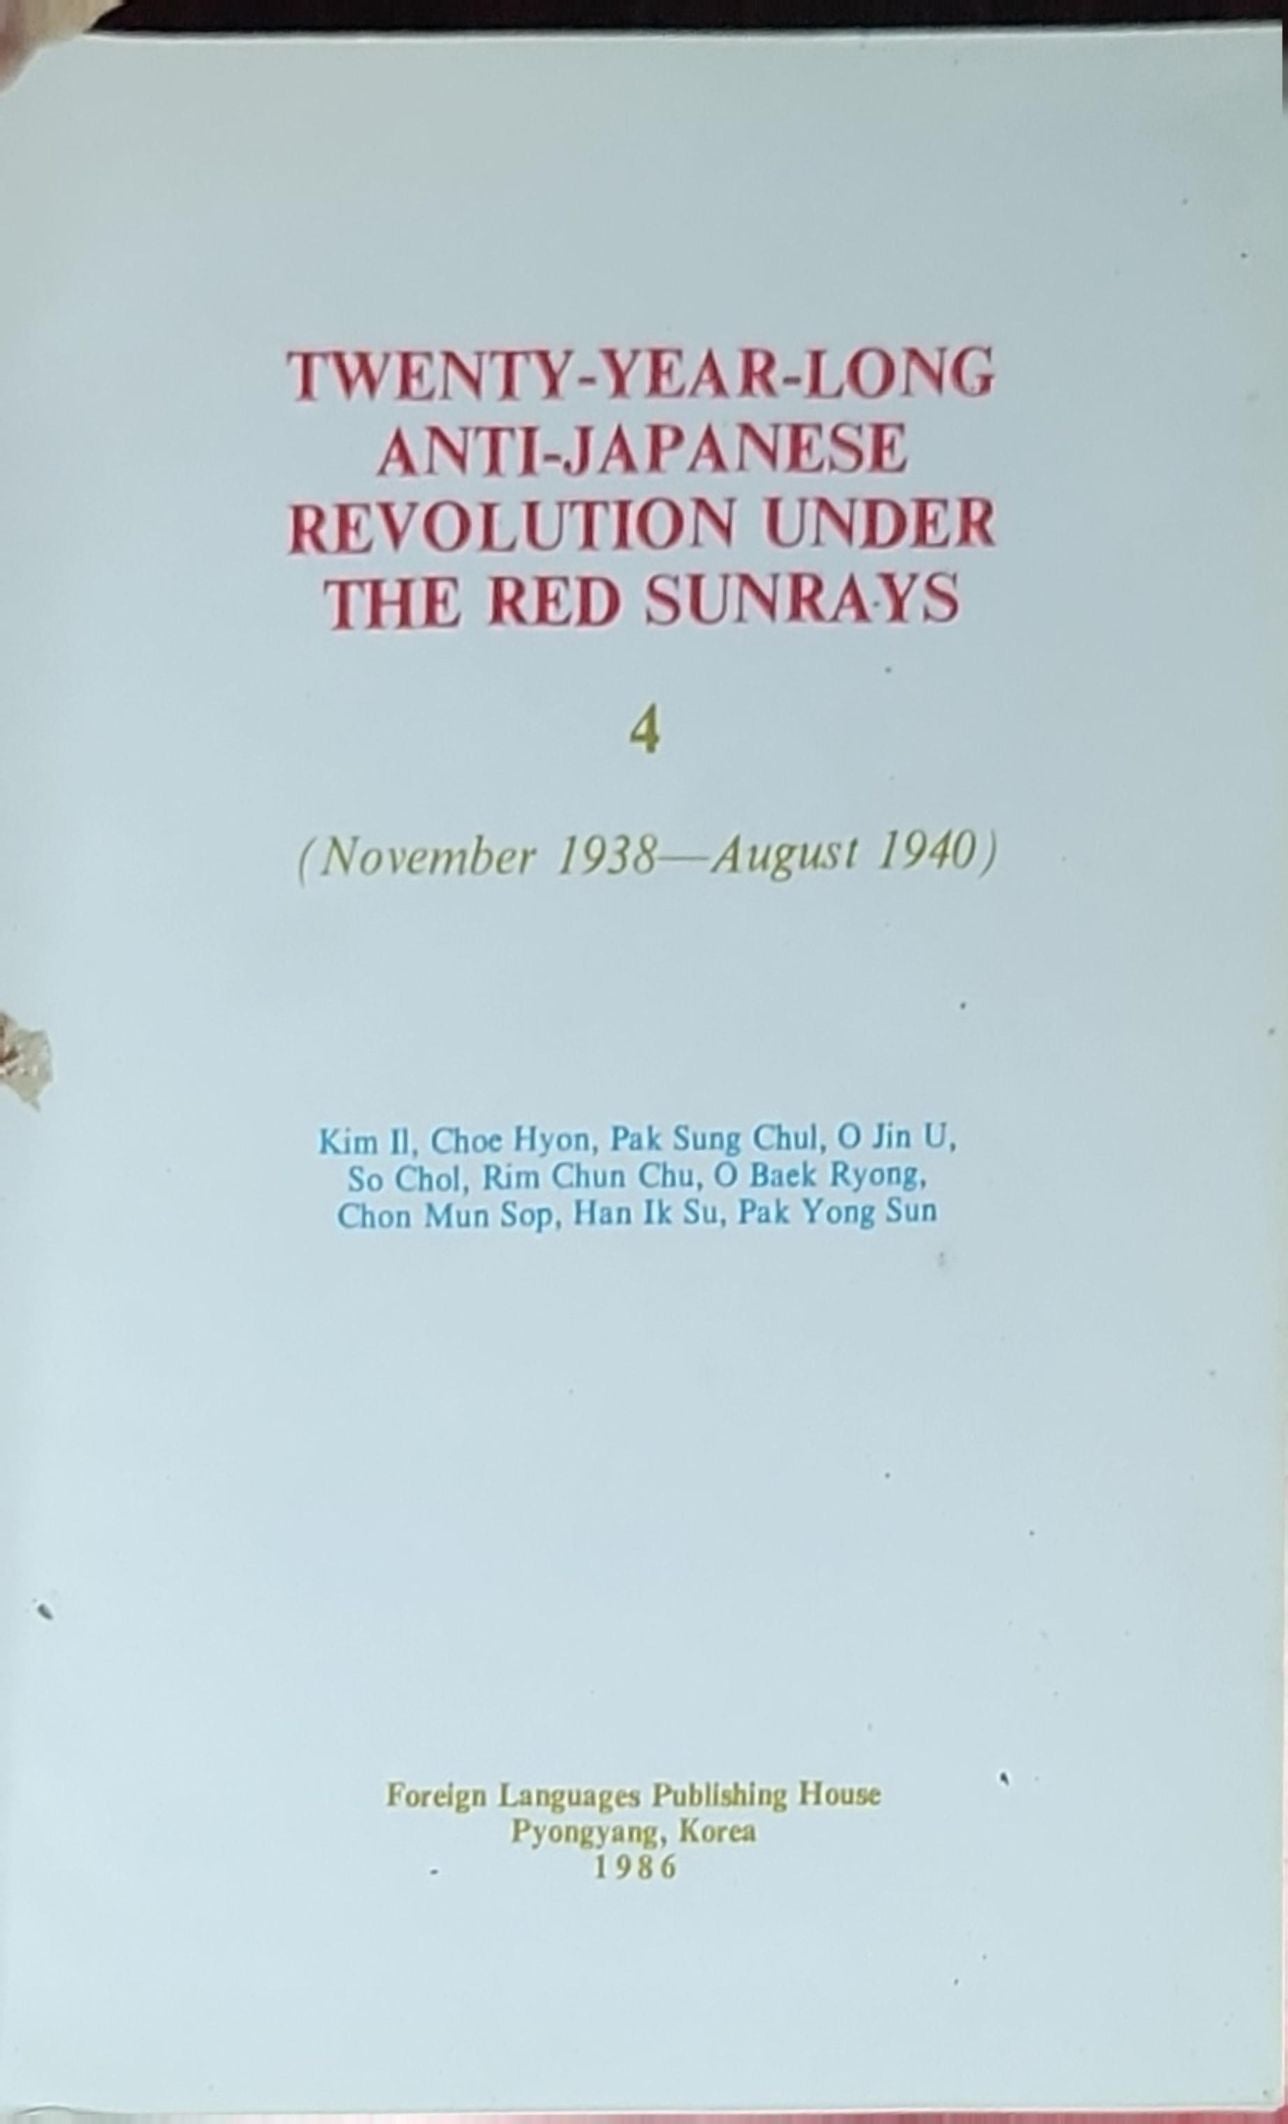 TWENTY-YEAR-LONG
ANTI-JAPANESE
REVOLUTION UNDER
THE RED SUNRAYS
4
(November 1938—August 1940)
Kim Il, Choe Hyon, Pak Sung Chul, O Jin U,
So Chol, Rim Chun Chu, O Baek Ryong,
Chon Mun Sop, Han Ik Su, Pak Yong Sun
Foreign Languages Publishing House
Pyongyang, Korea
1986